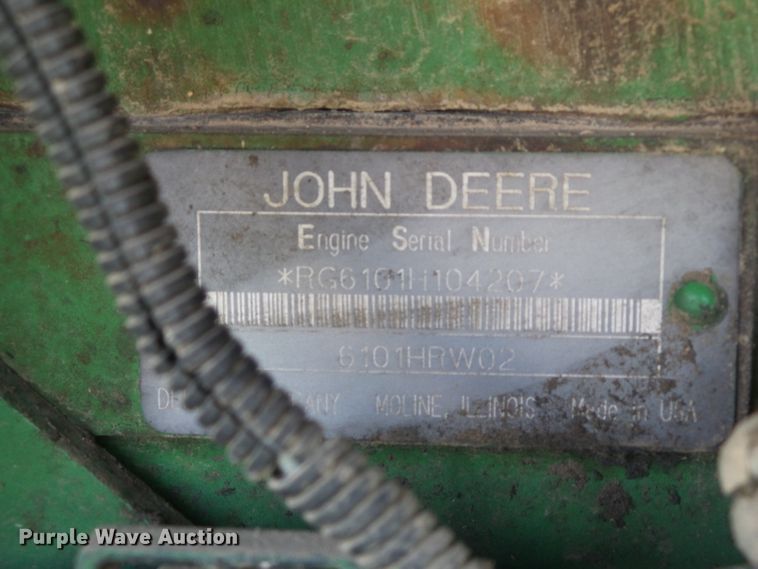 JOHN DEERE
Engine Serial Number
*RG6101H104207*
6101HRW02
MOLINE, ILLINOIS Made in USA
Purple Wave Auction